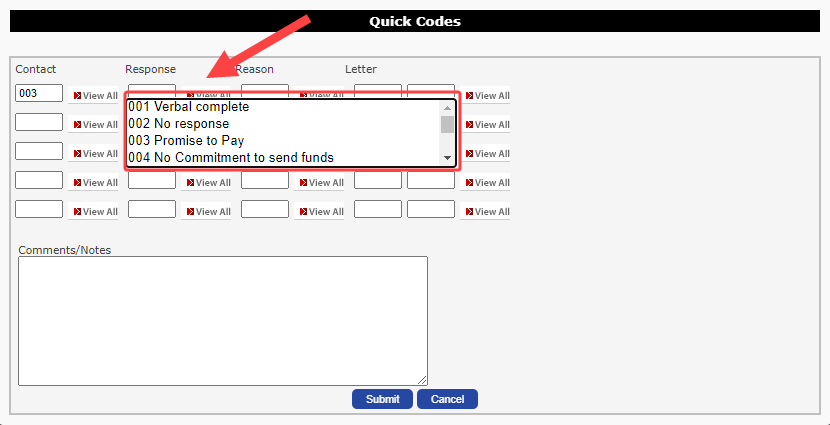 Quick Codes
Contact Response Reason Letter
003 View All View All View All View All
001 Verbal complete
002 No response
003 Promise to Pay
004 No Commitment to send funds
View All View All
View All View All
View All View All View All View All
View All View All View All View All
Comments/Notes
Submit Cancel